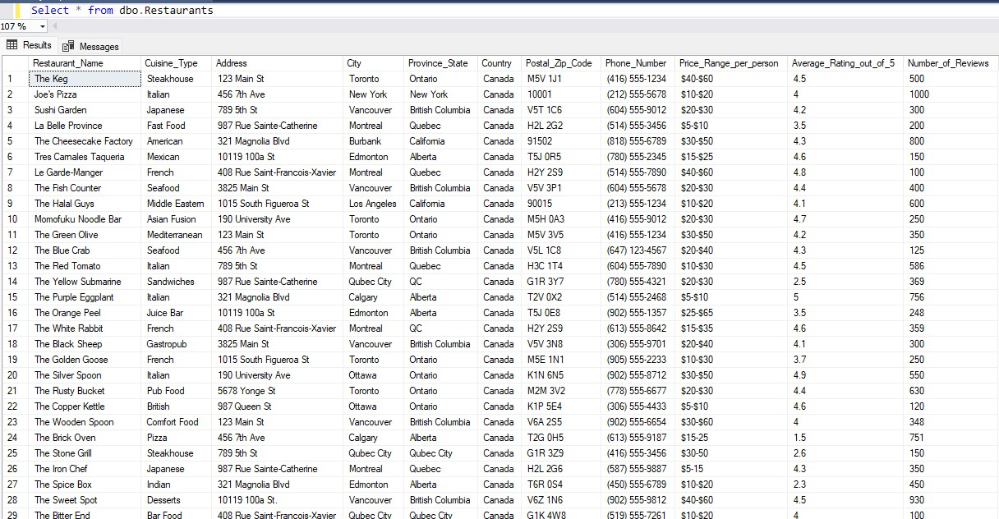 Select * from dbo.Restaurants
107 %
Results Messages
Restaurant_Name Cuisine_Type Address City Province_State Country Postal_Zip_Code Phone_Number Price_Range_per_person Average_Rating_out_of_5 Number_of_Reviews
1 The Keg Steakhouse 123 Main St Toronto Ontario Canada M5V 1J1 (416) 555-1234 $40-$60 4.5 500
2 Joe's Pizza Italian 456 7th Ave New York New York Canada 10001 (212) 555-5678 $10-$20 4 1000
3 Sushi Garden Japanese 789 5th St Vancouver British Columbia Canada V5T 1C6 (604) 555-9012 $20-$30 4.2 300
4 La Belle Province Fast Food 987 Rue Sainte-Catherine Montreal Quebec Canada H2L 2G2 (514) 555-3456 $5-$10 3.5 200
5 The Cheesecake Factory American 321 Magnolia Blvd Burbank California Canada 91502 (818) 555-6789 $30-$50 4.3 800
6 Tres Carnales Taqueria Mexican 10119 100a St Edmonton Alberta Canada T5J 0R5 (780) 555-2345 $15-$25 4.6 150
7 Le Garde-Manger French 408 Rue Saint-Francois-Xavier Montreal Quebec Canada H2Y 2S9 (514) 555-7890 $40-$60 4.8 100
8 The Fish Counter Seafood 3825 Main St Vancouver British Columbia Canada V5V 3P1 (604) 555-5678 $20-$30 4.4 400
9 The Halal Guys Middle Eastern 1015 South Figueroa St Los Angeles California Canada 90015 (213) 555-1234 $10-$20 4.1 600
10 Momofuku Noodle Bar Asian Fusion 190 University Ave Toronto Ontario Canada M5H 0A3 (416) 555-9012 $20-$30 4.7 250
11 The Green Olive Mediterranean 123 Main St Toronto Ontario Canada M5V 3V5 (416) 555-1234 $30-$50 4.2 350
12 The Blue Crab Seafood 456 7th Ave Vancouver British Columbia Canada V5L 1C8 (647) 123-4567 $20-$40 4.3 125
13 The Red Tomato Italian 789 5th St Montreal Quebec Canada H3C 1T4 (604) 555-7890 $10-$30 4.5 586
14 The Yellow Submarine Sandwiches 987 Rue Sainte-Catherine Qubec City QC Canada G1R 3Y7 (780) 555-4321 $20-$30 2.5 369
15 The Purple Eggplant Italian 321 Magnolia Blvd Calgary Alberta Canada T2V 0X2 (514) 555-2468 $5-$10 5 756
16 The Orange Peel Juice Bar 10119 100a St Edmonton Alberta Canada T5J 0E8 (902) 555-1357 $25-$65 3.5 248
17 The White Rabbit French 408 Rue Saint-Francois-Xavier Montreal QC Canada H2Y 2S9 (613) 555-8642 $15-$35 4.6 359
18 The Black Sheep Gastropub 3825 Main St Vancouver British Columbia Canada V5V 3N8 (306) 555-9701 $20-$40 4.1 300
19 The Golden Goose French 1015 South Figueroa St Toronto Ontario Canada M5E 1N1 (905) 555-2233 $10-$30 3.7 250
20 The Silver Spoon Italian 190 University Ave Ottawa Ontario Canada K1N 6N5 (902) 555-8712 $30-$50 4.9 550
21 The Rusty Bucket Pub Food 5678 Yonge St Toronto Ontario Canada M2M 3V2 (778) 555-6677 $20-$30 4.4 630
22 The Copper Kettle British 987 Queen St Ottawa Ontario Canada K1P 5E4 (306) 555-4433 $5-$10 4.6 120
23 The Wooden Spoon Comfort Food 123 Main St Vancouver British Columbia Canada V6A 2S5 (902) 555-6654 $30-$60 4 348
24 The Brick Oven Pizza 456 7th Ave Calgary Alberta Canada T2G 0H5 (613) 555-9187 $15-25 1.5 751
25 The Stone Grill Steakhouse 789 5th St Qubec City Qubec City Canada G1R 3Z9 (416) 555-3456 $30-50 2.6 150
26 The Iron Chef Japanese 987 Rue Sainte-Catherine Montreal Quebec Canada H2L 2G6 (587) 555-9887 $5-15 4.3 350
27 The Spice Box Indian 321 Magnolia Blvd Edmonton Alberta Canada T6R 0S4 (450) 555-6789 $10-$20 2.3 450
28 The Sweet Spot Desserts 10119 100a St. Vancouver British Columbia Canada V6Z 1N6 (902) 555-9812 $40-$60 4.5 930
29 The Bitter End Bar Food 408 Rue Saint-Francois-Xavier Qubec City Qubec City Canada G1K 4W8 (519) 555-7261 $10-$20 4 100